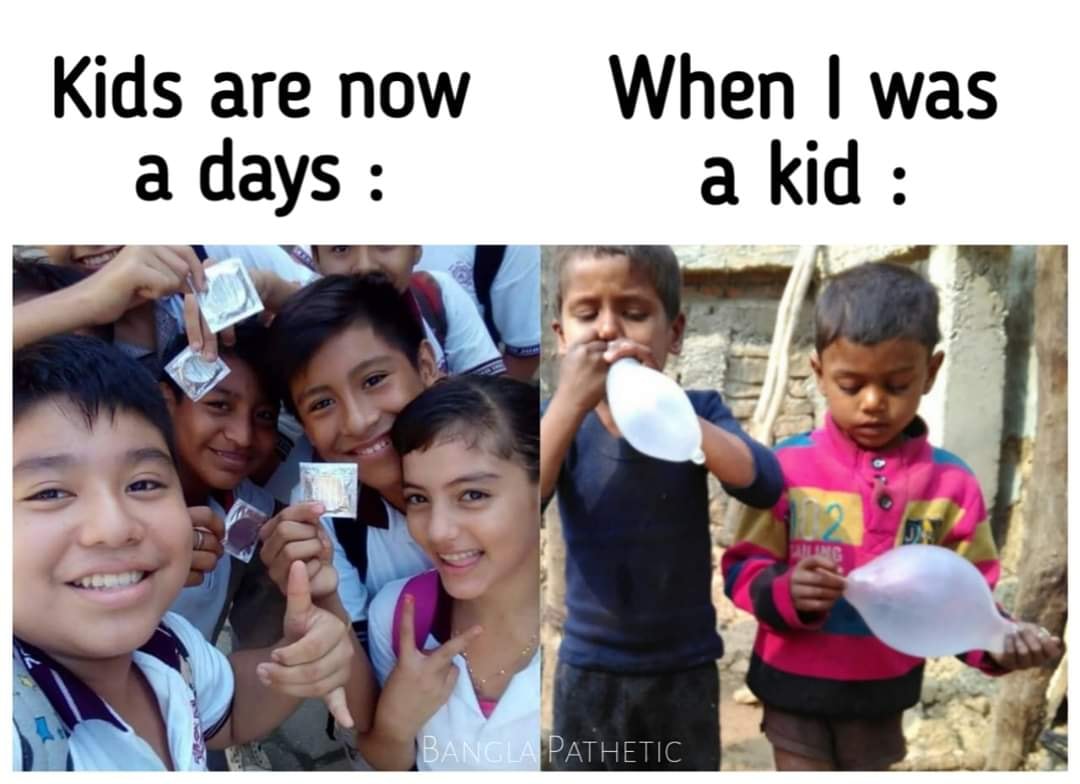 Kids are now
a days :
When I was
a kid :
BANGLA PATHETIC